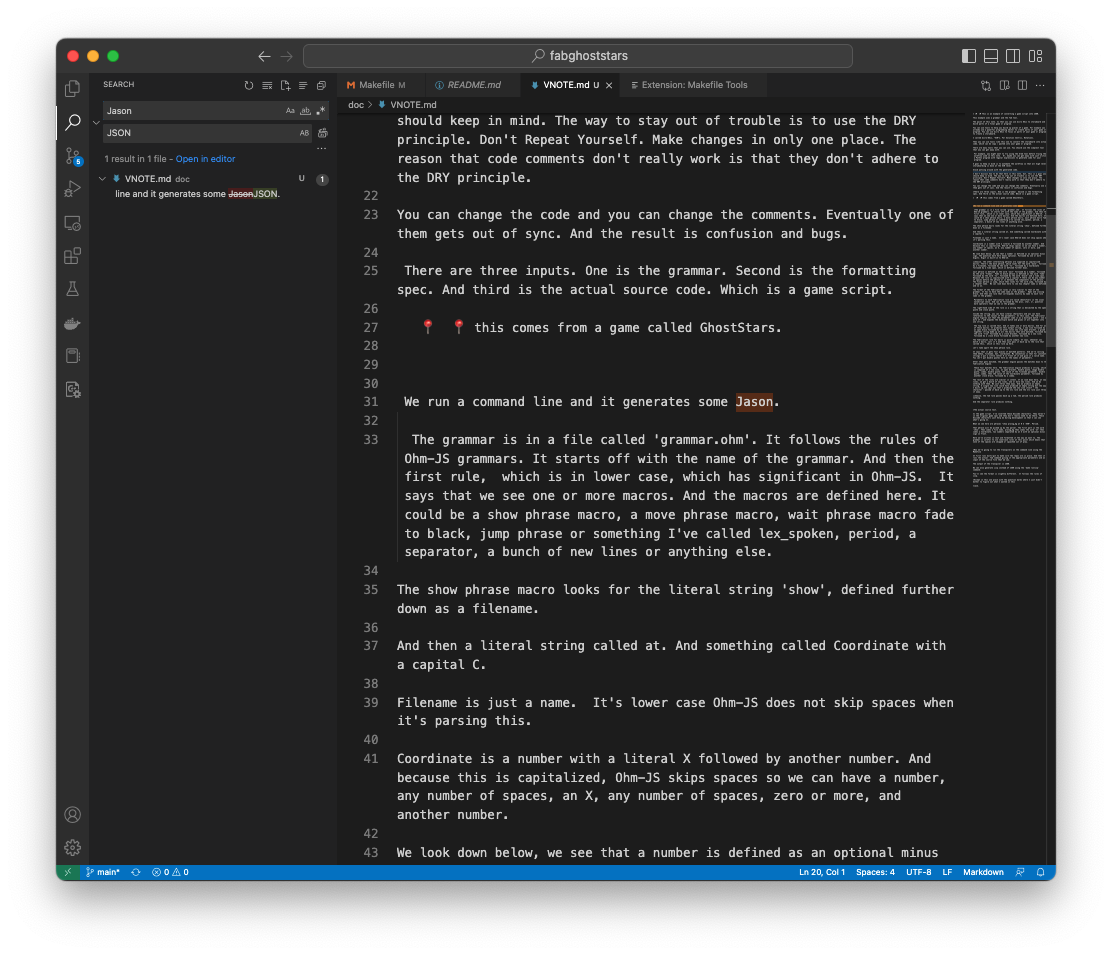 fabghoststars
SEARCH
Jason
Aa
ab
.*
JSON
AB
...
1 result in 1 file - Open in editor
VNOTE.md doc U 1
line and it generates some JasonJSON.
5
Makefile M
README.md
VNOTE.md U ×
Extension: Makefile Tools
doc > VNOTE.md
should keep in mind. The way to stay out of trouble is to use the DRY
principle. Don't Repeat Yourself. Make changes in only one place. The
reason that code comments don't really work is that they don't adhere to
the DRY principle.
22
23 You can change the code and you can change the comments. Eventually one of
them gets out of sync. And the result is confusion and bugs.
24
25 There are three inputs. One is the grammar. Second is the formatting
spec. And third is the actual source code. Which is a game script.
26
27 📍 📍 this comes from a game called GhostStars.
28
29
30
31 We run a command line and it generates some Jason.
32
33 The grammar is in a file called 'grammar.ohm'. It follows the rules of
Ohm-JS grammars. It starts off with the name of the grammar. And then the
first rule, which is in lower case, which has significant in Ohm-JS. It
says that we see one or more macros. And the macros are defined here. It
could be a show phrase macro, a move phrase macro, wait phrase macro fade
to black, jump phrase or something I've called lex_spoken, period, a
separator, a bunch of new lines or anything else.
34
35 The show phrase macro looks for the literal string 'show', defined further
down as a filename.
36
37 And then a literal string called at. And something called Coordinate with
a capital C.
38
39 Filename is just a name. It's lower case Ohm-JS does not skip spaces when
it's parsing this.
40
41 Coordinate is a number with a literal X followed by another number. And
because this is capitalized, Ohm-JS skips spaces so we can have a number,
any number of spaces, an X, any number of spaces, zero or more, and
another number.
42
43 We look down below, we see that a number is defined as an optional minus
main* 0 0 Ln 20, Col 1 Spaces: 4 UTF-8 LF Markdown